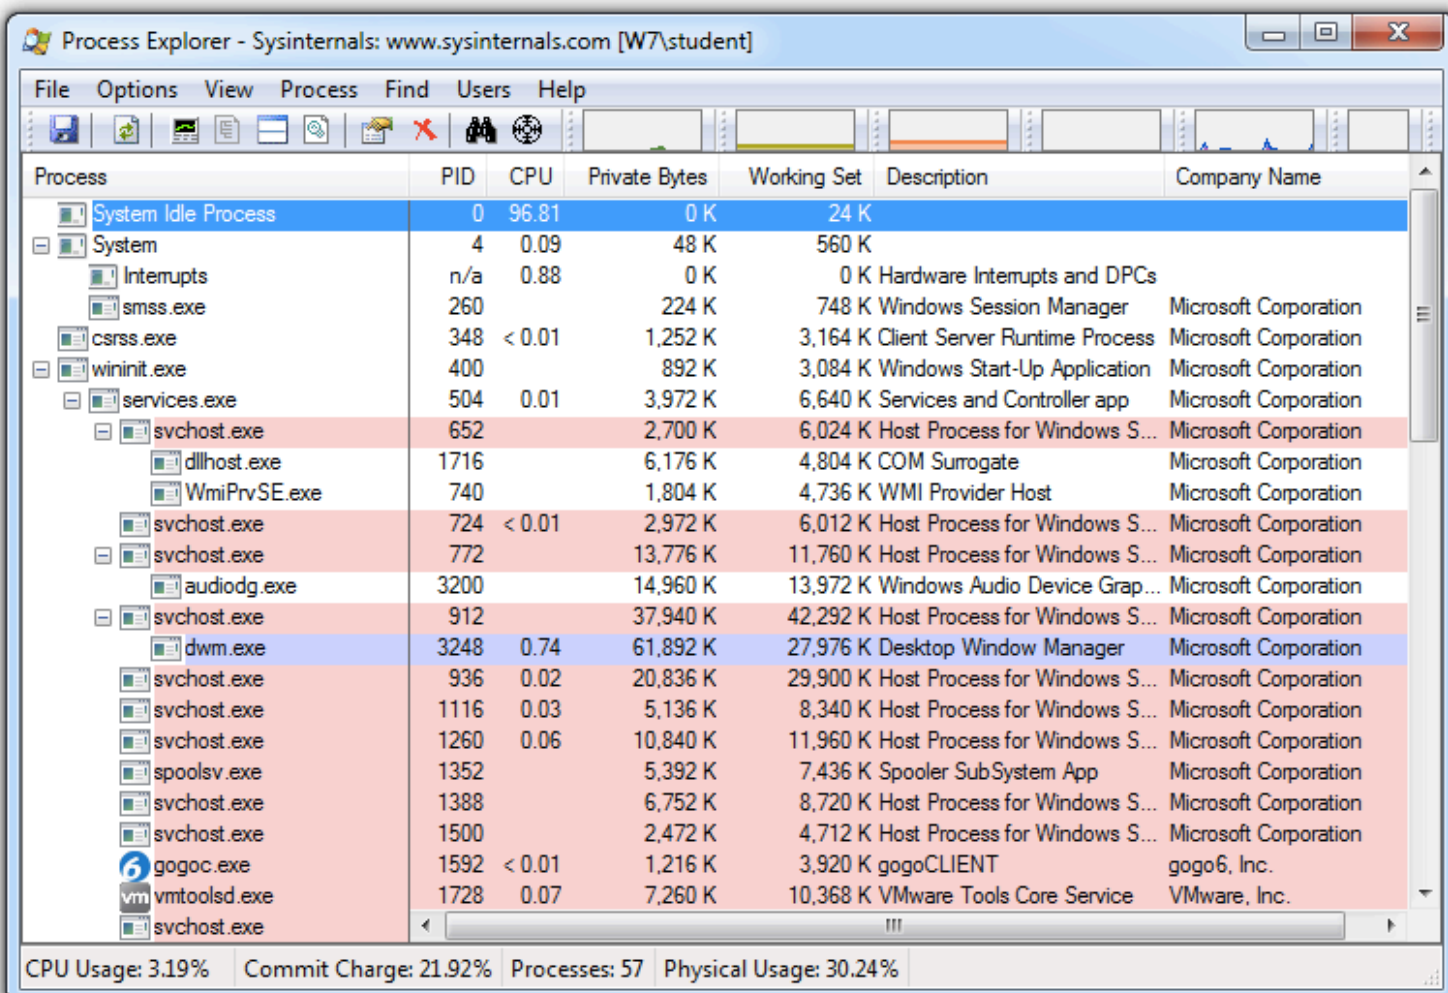 Process Explorer - Sysinternals: www.sysinternals.com [W7\student]
File Options View Process Find Users Help
Process PID CPU Private Bytes Working Set Description Company Name
System Idle Process 0 96.81 0 K 24 K
System 4 0.09 48 K 560 K
Interrupts n/a 0.88 0 K 0 K Hardware Interrupts and DPCs
smss.exe 260 224 K 748 K Windows Session Manager Microsoft Corporation
csrss.exe 348 < 0.01 1,252 K 3,164 K Client Server Runtime Process Microsoft Corporation
wininit.exe 400 892 K 3,084 K Windows Start-Up Application Microsoft Corporation
services.exe 504 0.01 3,972 K 6,640 K Services and Controller app Microsoft Corporation
svchost.exe 652 2,700 K 6,024 K Host Process for Windows S... Microsoft Corporation
dllhost.exe 1716 6,176 K 4,804 K COM Surrogate Microsoft Corporation
WmiPrvSE.exe 740 1,804 K 4,736 K WMI Provider Host Microsoft Corporation
svchost.exe 724 < 0.01 2,972 K 6,012 K Host Process for Windows S... Microsoft Corporation
svchost.exe 772 13,776 K 11,760 K Host Process for Windows S... Microsoft Corporation
audiodg.exe 3200 14,960 K 13,972 K Windows Audio Device Grap... Microsoft Corporation
svchost.exe 912 37,940 K 42,292 K Host Process for Windows S... Microsoft Corporation
dwm.exe 3248 0.74 61,892 K 27,976 K Desktop Window Manager Microsoft Corporation
svchost.exe 936 0.02 20,836 K 29,900 K Host Process for Windows S... Microsoft Corporation
svchost.exe 1116 0.03 5,136 K 8,340 K Host Process for Windows S... Microsoft Corporation
svchost.exe 1260 0.06 10,840 K 11,960 K Host Process for Windows S... Microsoft Corporation
spoolsv.exe 1352 5,392 K 7,436 K Spooler SubSystem App Microsoft Corporation
svchost.exe 1388 6,752 K 8,720 K Host Process for Windows S... Microsoft Corporation
svchost.exe 1500 2,472 K 4,712 K Host Process for Windows S... Microsoft Corporation
6 gogoc.exe 1592 < 0.01 1,216 K 3,920 K gogoCLIENT gogo6, Inc.
vm vmtoolsd.exe 1728 0.07 7,260 K 10,368 K VMware Tools Core Service VMware, Inc.
svchost.exe
CPU Usage: 3.19% Commit Charge: 21.92% Processes: 57 Physical Usage: 30.24%